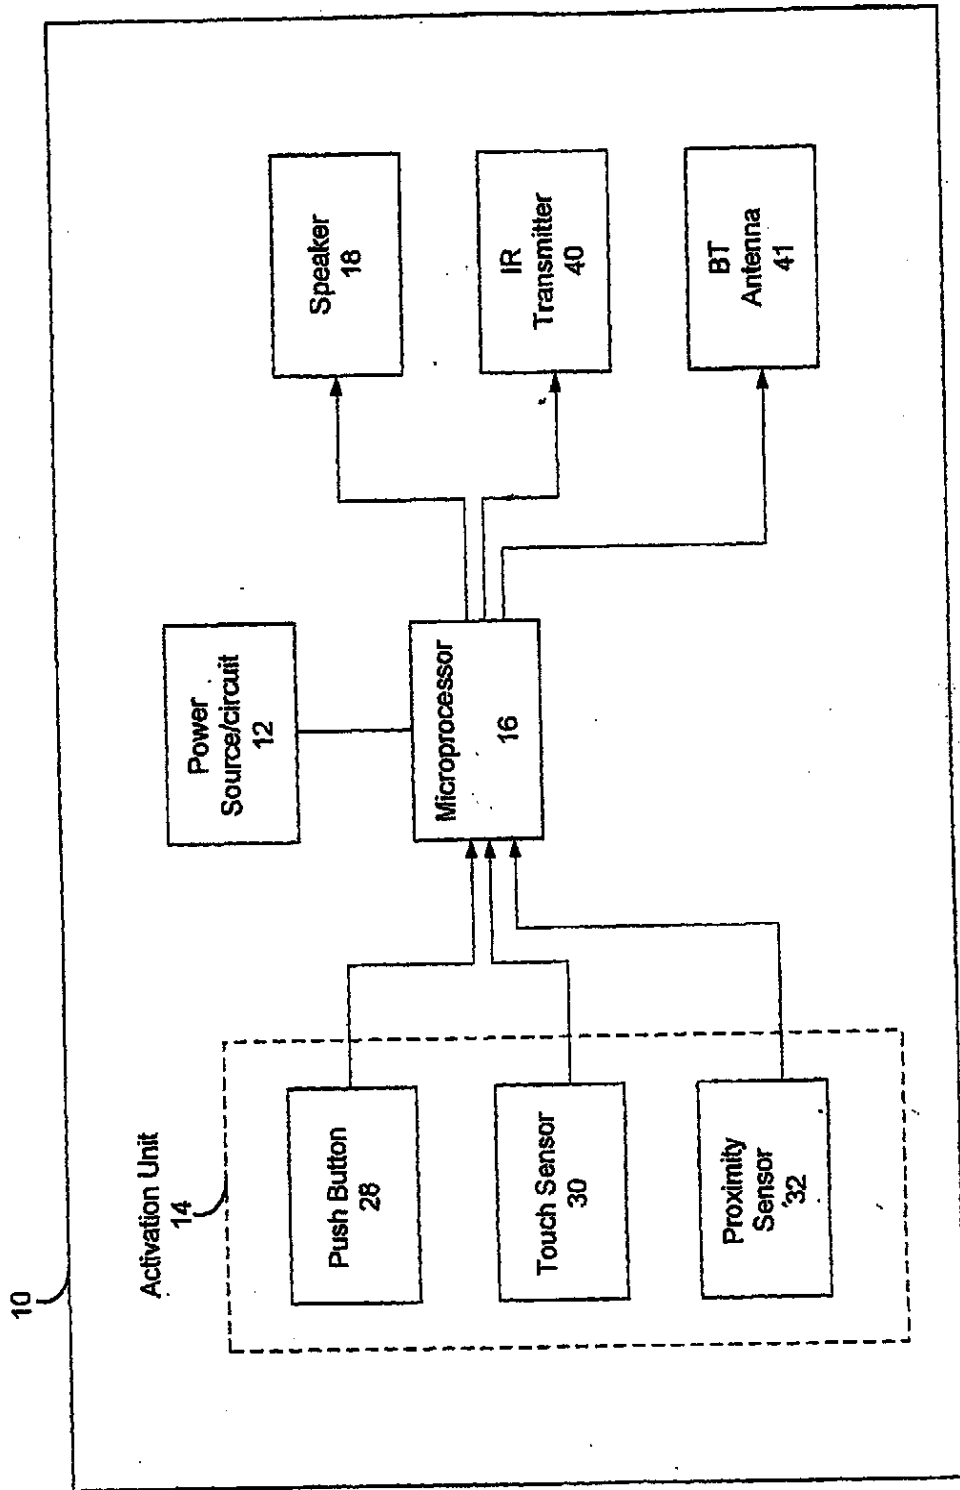 10
Activation Unit
14
Push Button
28
Touch Sensor
30
Proximity
Sensor
32
Power
Source/circuit
12
Microprocessor
16
Speaker
18
IR
Transmitter
40
BT
Antenna
41